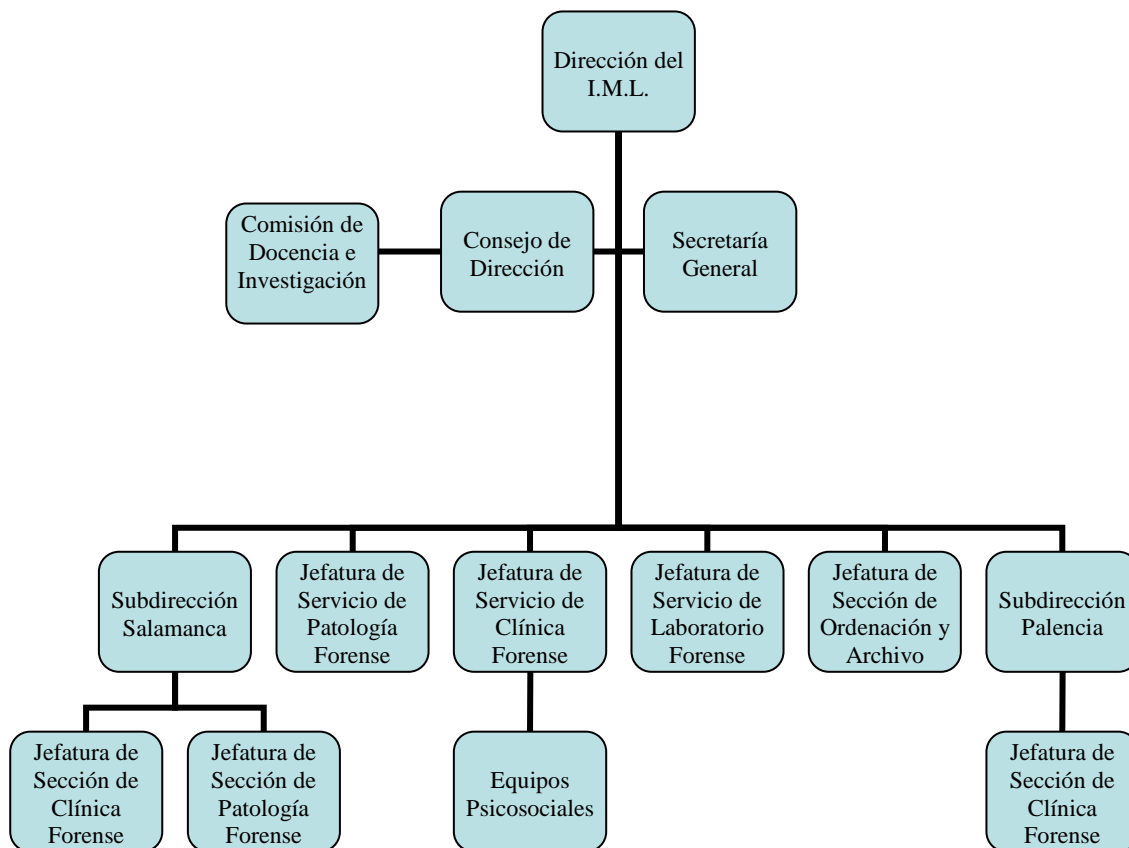 Dirección del
I.M.L.
Comisión de
Docencia e
Investigación
Consejo de
Dirección
Secretaría
General
Subdirección
Salamanca
Jefatura de
Servicio de
Patología
Forense
Jefatura de
Servicio de
Clínica
Forense
Jefatura de
Servicio de
Laboratorio
Forense
Jefatura de
Sección de
Ordenación y
Archivo
Subdirección
Palencia
Jefatura de
Sección de
Clínica
Forense
Jefatura de
Sección de
Patología
Forense
Equipos
Psicosociales
Jefatura de
Sección de
Clínica
Forense